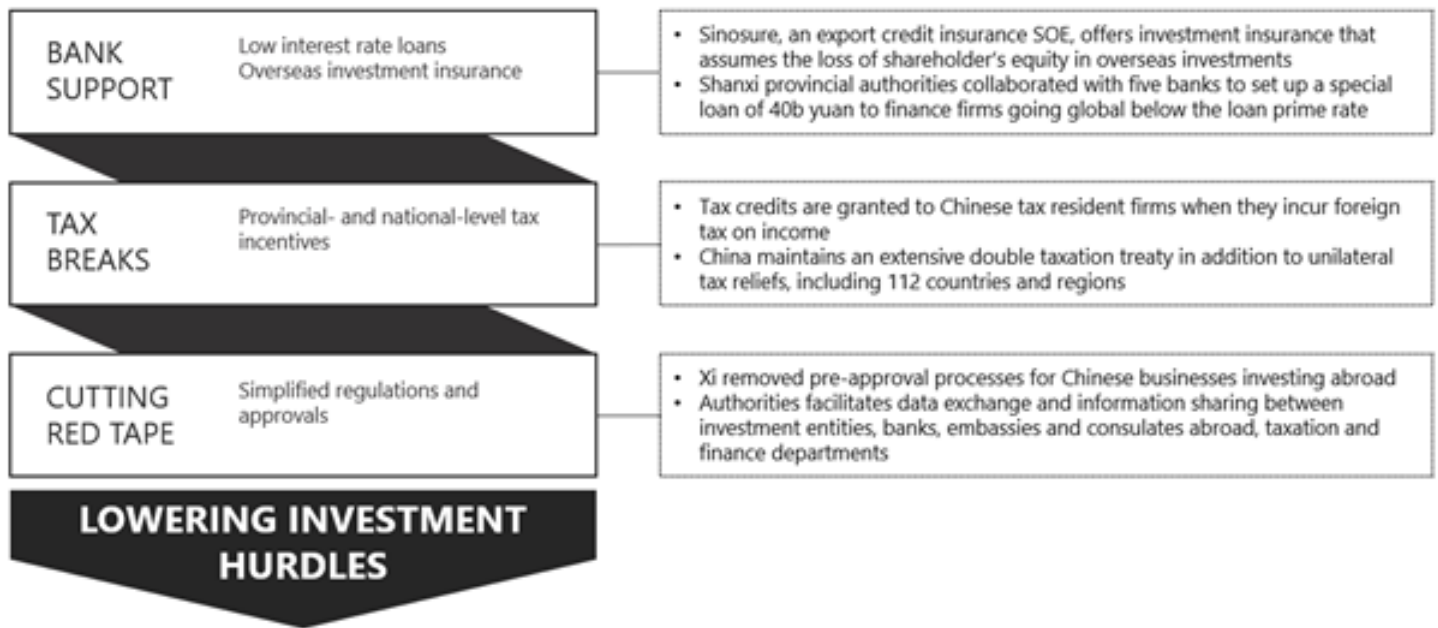 BANK
SUPPORT
Low interest rate loans
Overseas investment insurance
• Sinosure, an export credit insurance SOE, offers investment insurance that
assumes the loss of shareholder's equity in overseas investments
• Shanxi provincial authorities collaborated with five banks to set up a special
loan of 40b yuan to finance firms going global below the loan prime rate
TAX
BREAKS
Provincial- and national-level tax
incentives
• Tax credits are granted to Chinese tax resident firms when they incur foreign
tax on income
• China maintains an extensive double taxation treaty in addition to unilateral
tax reliefs, including 112 countries and regions
CUTTING
RED TAPE
Simplified regulations and
approvals
• Xi removed pre-approval processes for Chinese businesses investing abroad
• Authorities facilitates data exchange and information sharing between
investment entities, banks, embassies and consulates abroad, taxation and
finance departments
LOWERING INVESTMENT
HURDLES